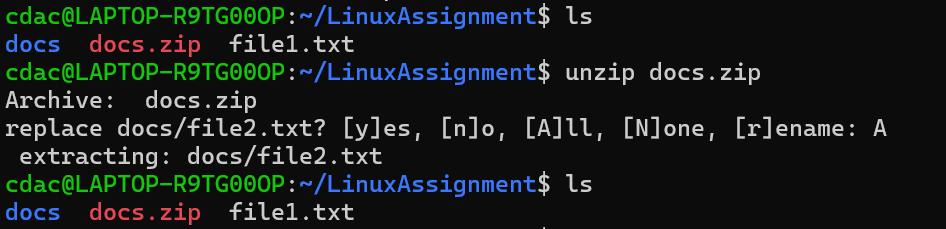 cdac@LAPTOP-R9TG00OP:~/LinuxAssignment$ ls
docs  docs.zip  file1.txt
cdac@LAPTOP-R9TG00OP:~/LinuxAssignment$ unzip docs.zip
Archive:  docs.zip
replace docs/file2.txt? [y]es, [n]o, [A]ll, [N]one, [r]ename: A
 extracting: docs/file2.txt
cdac@LAPTOP-R9TG00OP:~/LinuxAssignment$ ls
docs  docs.zip  file1.txt